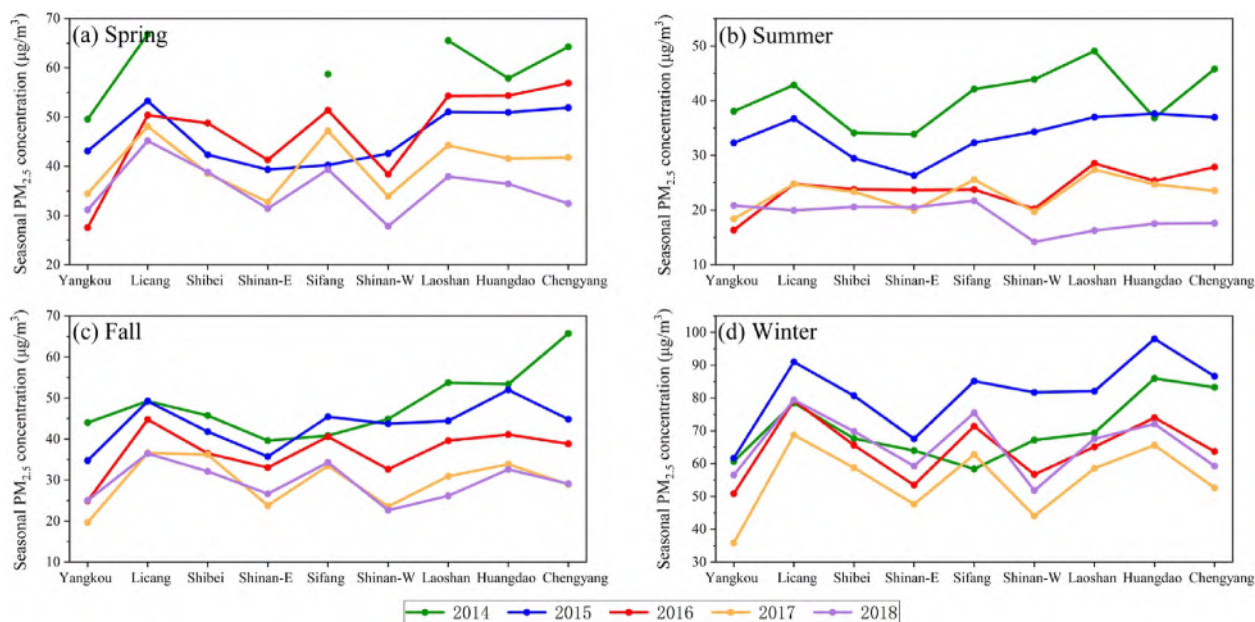 (a) Spring
Seasonal PM2.5 concentration (μg/m³)
70
60
50
40
30
20
Yangkou Licang Shibei Shinan-E Sifang Shinan-W Laoshan Huangdao Chengyang
(b) Summer
Seasonal PM2.5 concentration (μg/m³)
50
40
30
20
10
Yangkou Licang Shibei Shinan-E Sifang Shinan-W Laoshan Huangdao Chengyang
(c) Fall
Seasonal PM2.5 concentration (μg/m³)
70
60
50
40
30
20
10
Yangkou Licang Shibei Shinan-E Sifang Shinan-W Laoshan Huangdao Chengyang
(d) Winter
Seasonal PM2.5 concentration (μg/m³)
100
90
80
70
60
50
40
30
Yangkou Licang Shibei Shinan-E Sifang Shinan-W Laoshan Huangdao Chengyang
2014 2015 2016 2017 2018